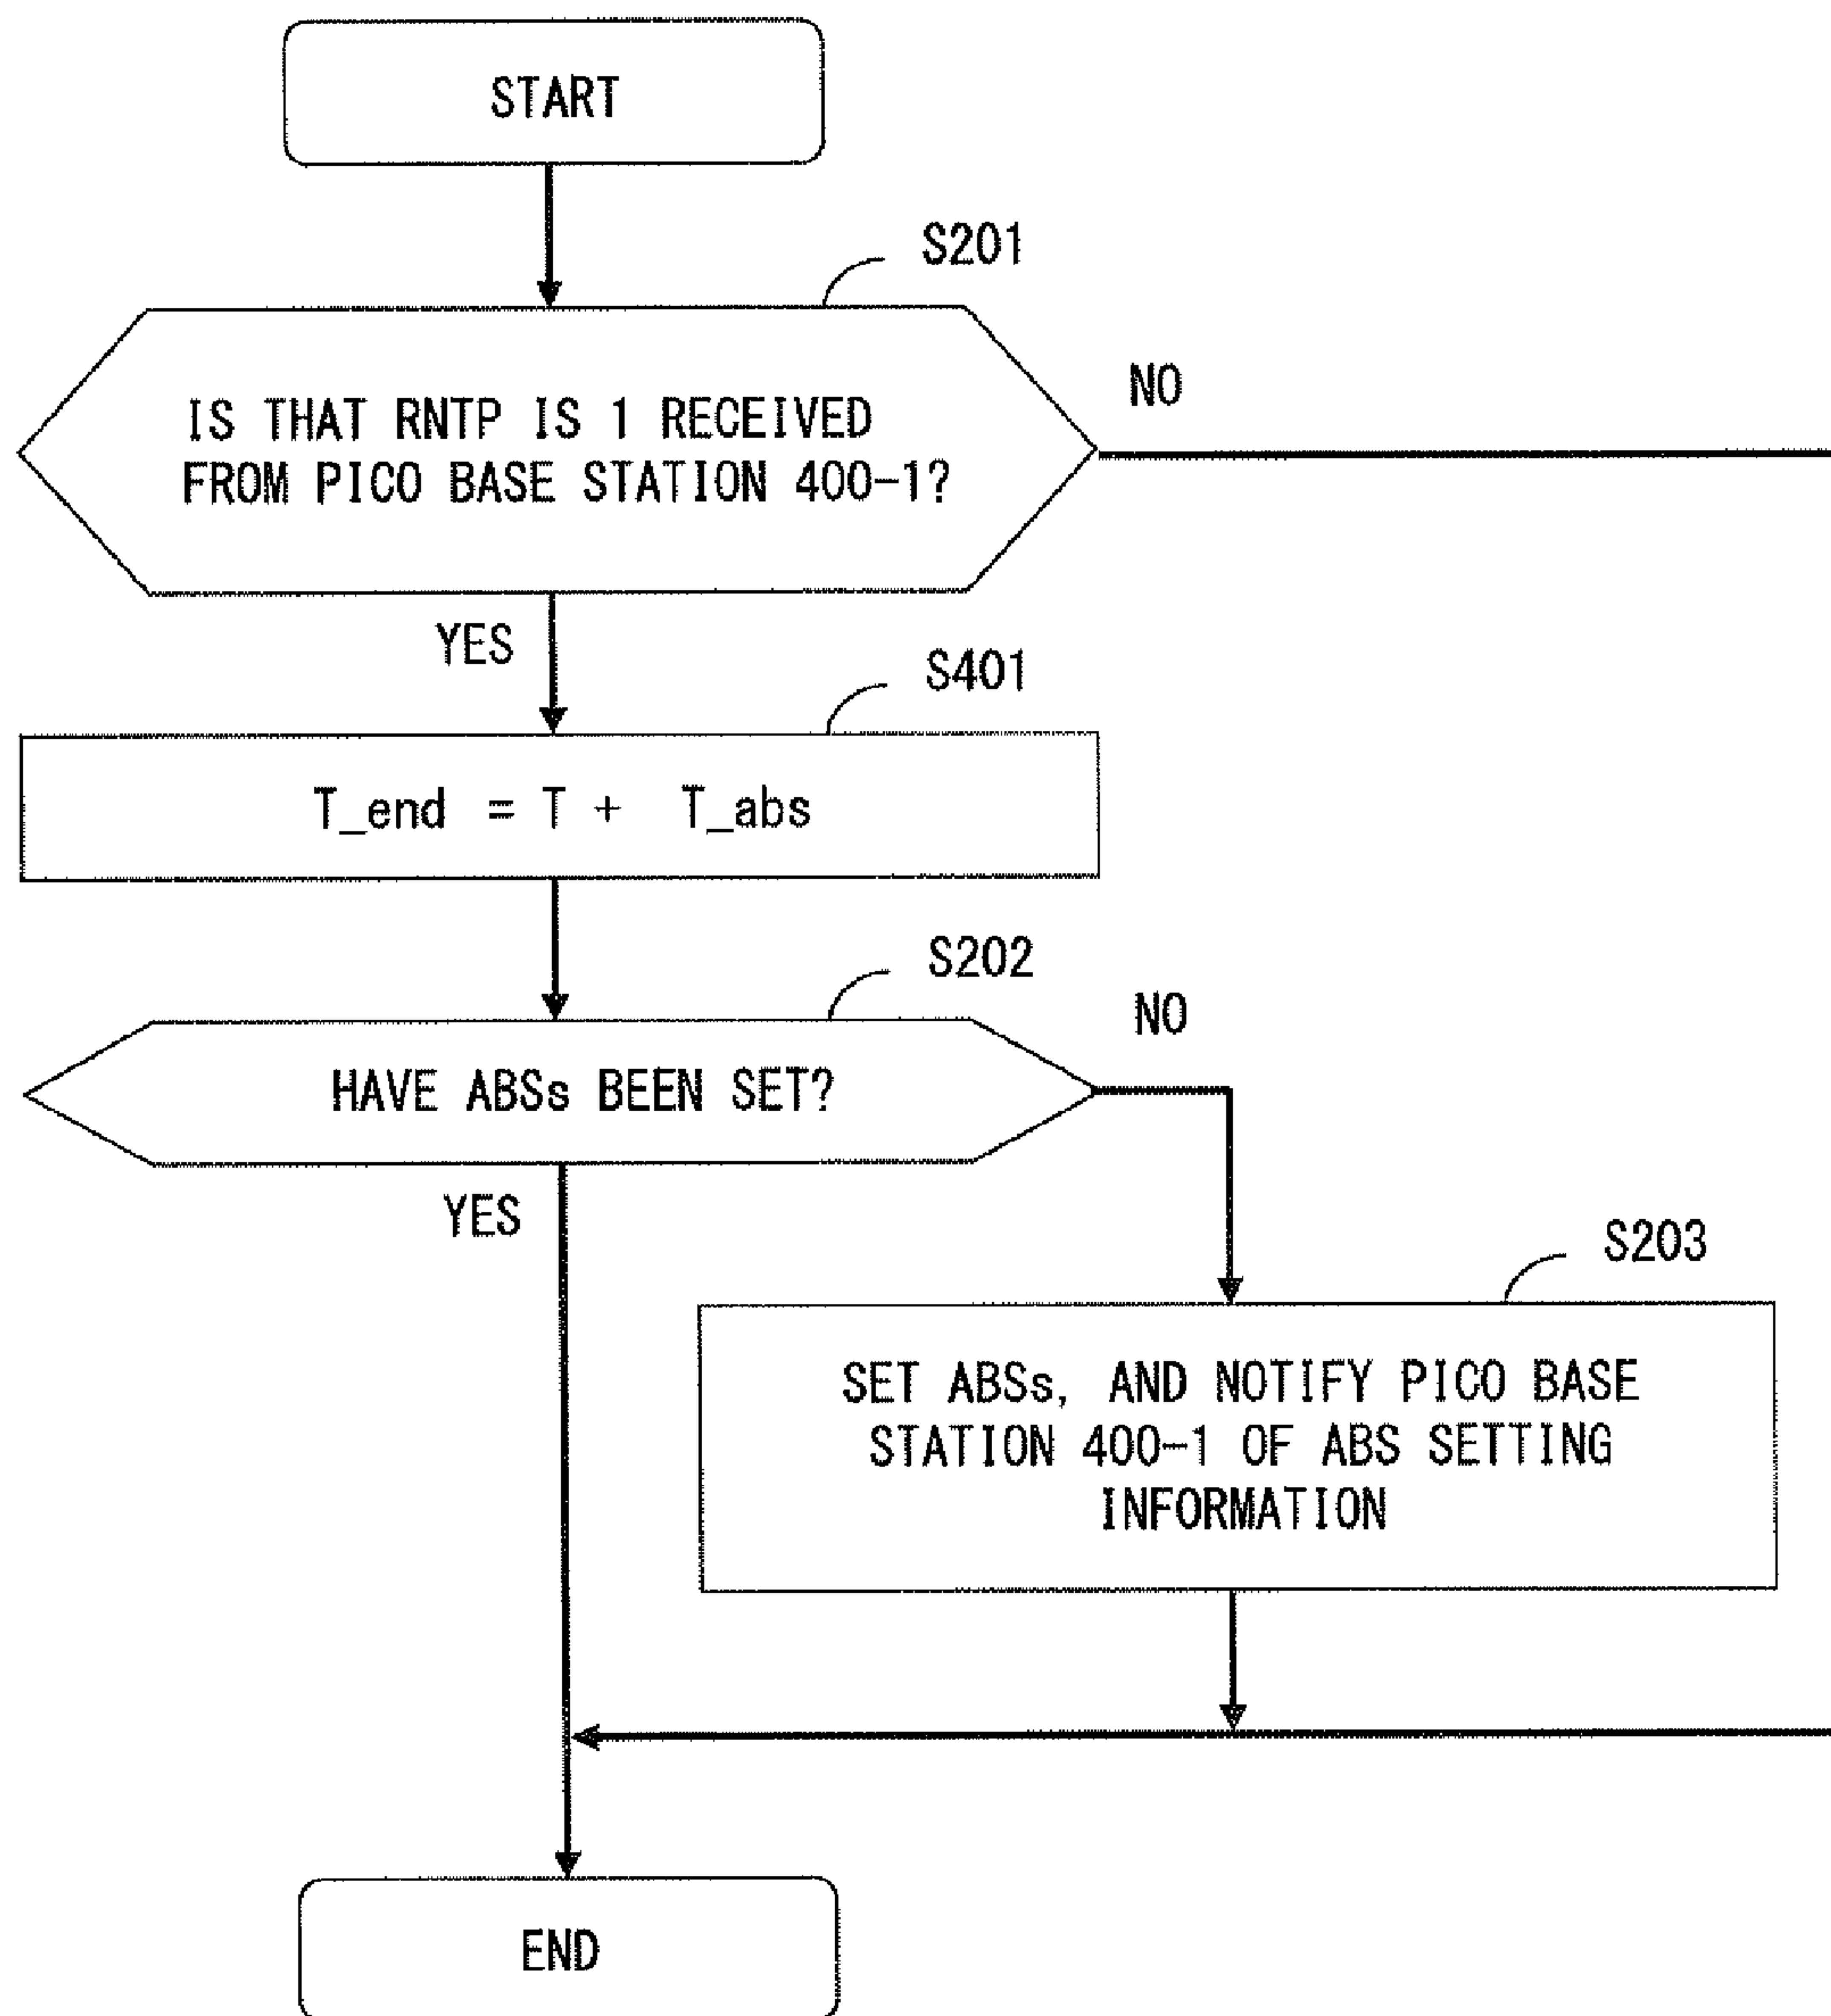 START
S201
IS THAT RNTP IS 1 RECEIVED
FROM PICO BASE STATION 400-1?
NO
YES
S401
T_end = T + T_abs
S202
HAVE ABSs BEEN SET?
NO
YES
S203
SET ABSs, AND NOTIFY PICO BASE
STATION 400-1 OF ABS SETTING
INFORMATION
END